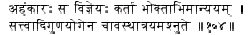 अहंकारः स विज्ञेयः कर्ता भोक्ताभिमान्ययम् ।
सत्त्वादिगुणयोगेन चावस्थात्रयमश्नुते ॥१०४॥